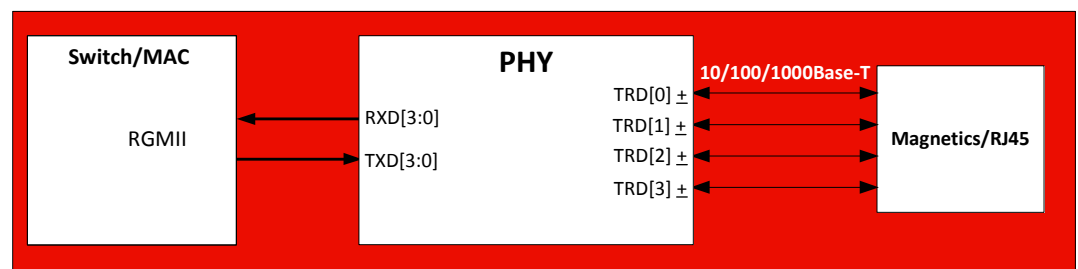 Switch/MAC
PHY
10/100/1000Base-T
TRD[0] ±
RXD[3:0]
TRD[1] ±
RGMII
Magnetics/RJ45
TXD[3:0]
TRD[2] ±
TRD[3] ±